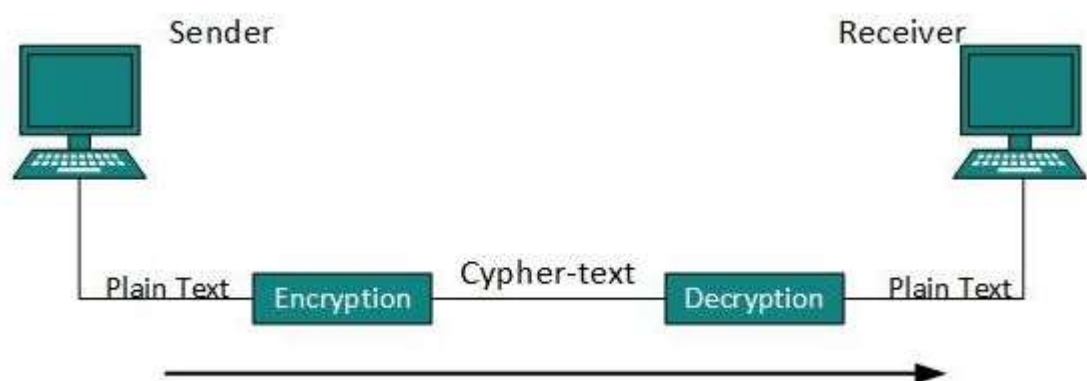 Sender
Receiver
Plain Text
Encryption
Cypher-text
Decryption
Plain Text